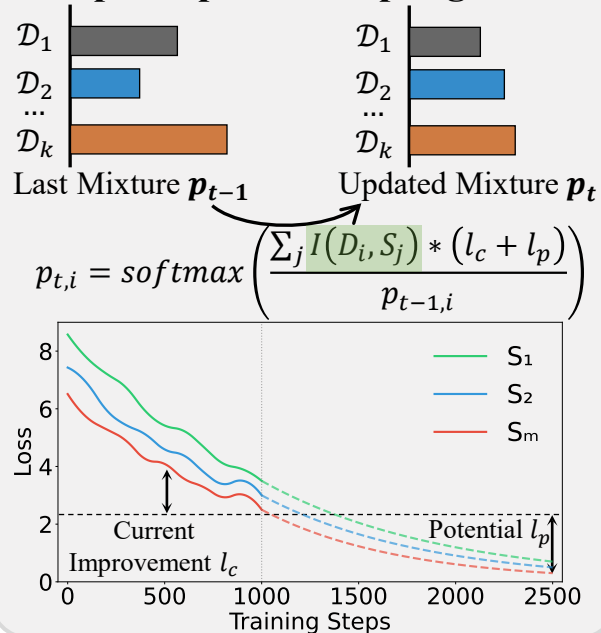 𝒟₁ 𝒟₁
𝒟₂ 𝒟₂
... ...
𝒟ₖ 𝒟ₖ
Last Mixture p_{t−1} Updated Mixture p_t
p_{t,i} = softmax( \frac{∑_j I(D_i, S_j) ∗ (l_c + l_p)}{p_{t−1,i}} )
8
6
4
2
0
Loss
S₁
S₂
Sₘ
Current
Improvement l_c
Potential l_p
0 500 1000 1500 2000 2500
Training Steps